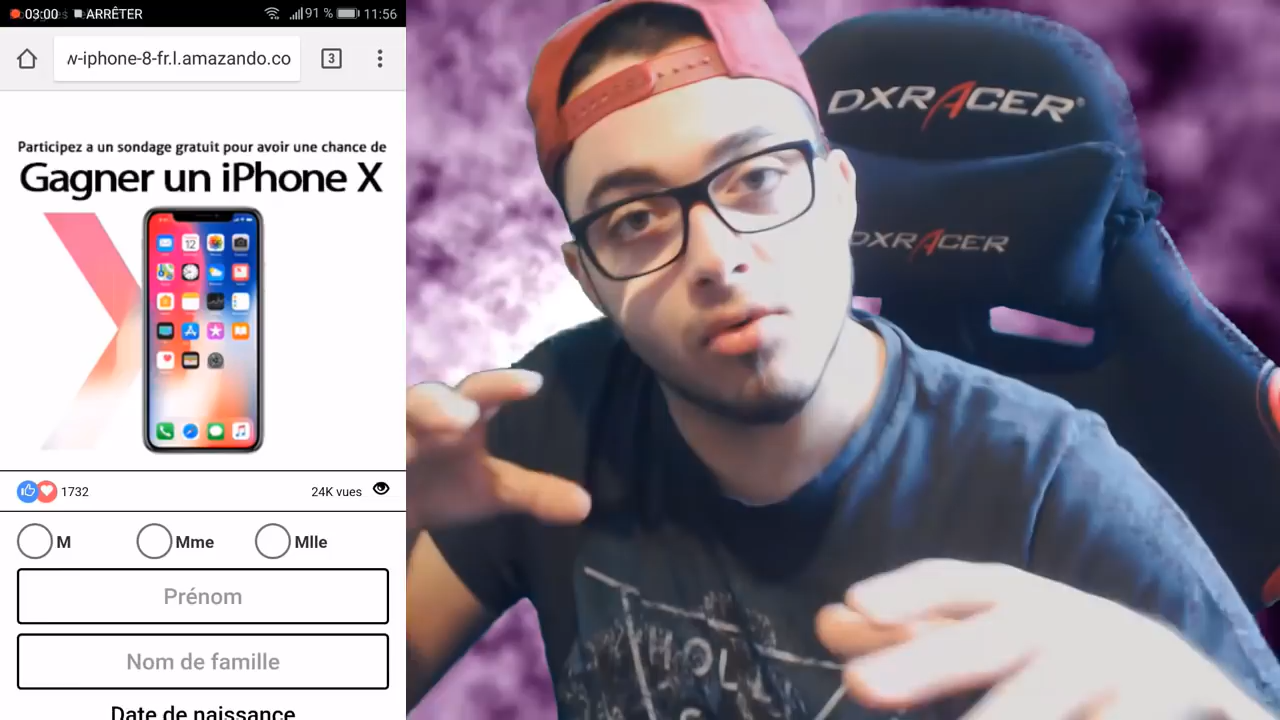 03:00 ARRÊTER 91 % 11:56
w-iphone-8-fr.l.amazando.co 3
Participez a un sondage gratuit pour avoir une chance de
Gagner un iPhone X
12
1732 24K vues
M Mme Mlle
Prénom
Nom de famille
Date de naissance
DXRACER
DXRACER
HOLL